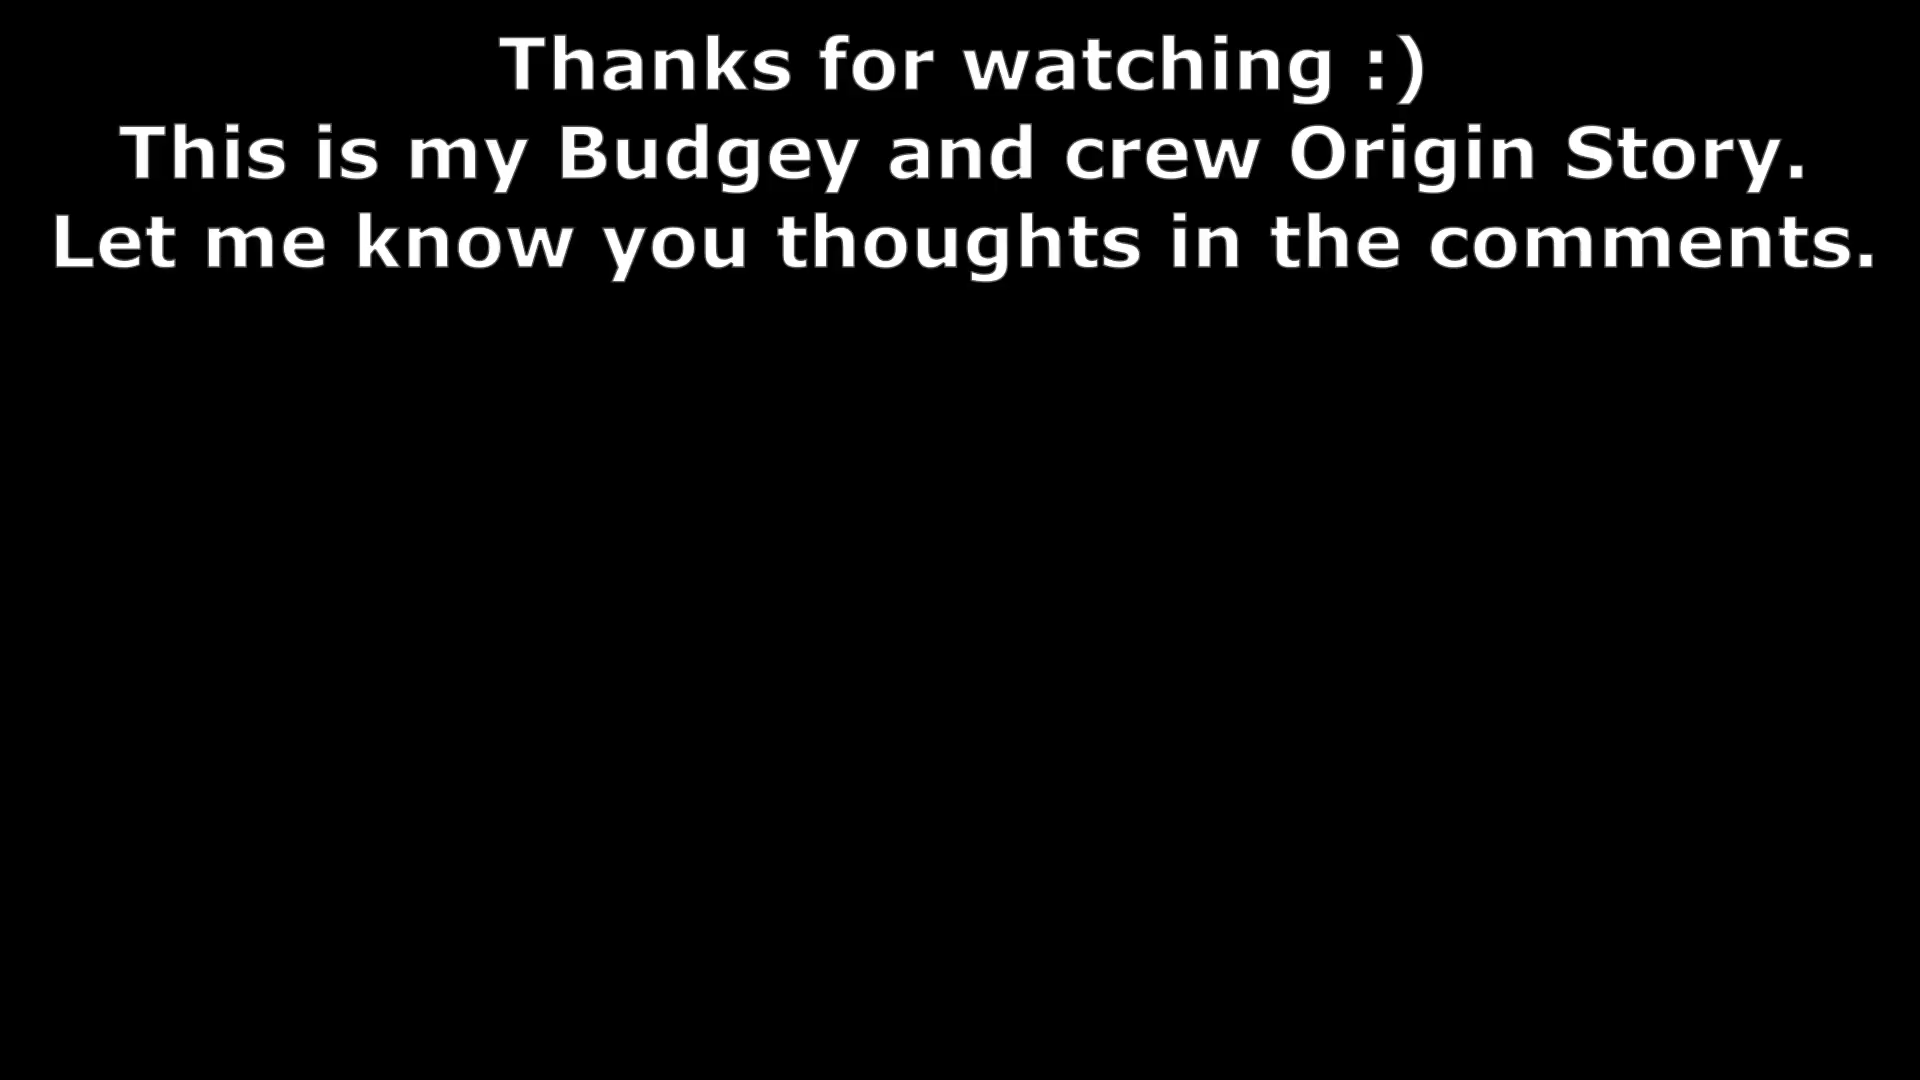 Thanks for watching :)
This is my Budgey and crew Origin Story.
Let me know you thoughts in the comments.